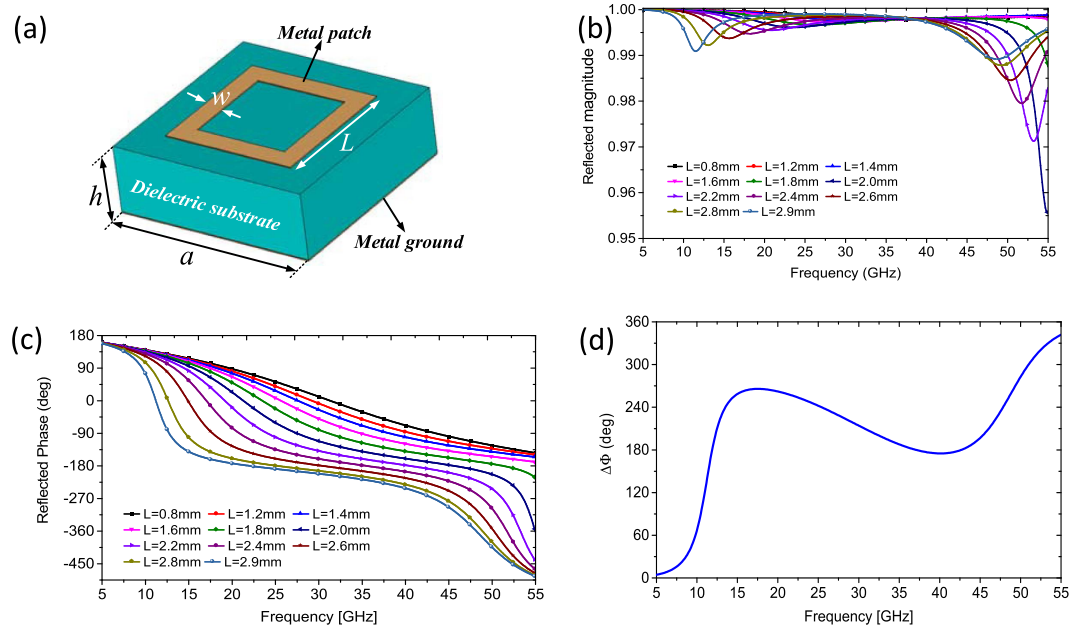 (a)
Metal patch
w
L
h
Dielectric substrate
a
Metal ground
(b)
Reflected magnitude
1.00
0.99
0.98
0.97
0.96
0.95
L=0.8mm L=1.2mm L=1.4mm
L=1.6mm L=1.8mm L=2.0mm
L=2.2mm L=2.4mm L=2.6mm
L=2.8mm L=2.9mm
5 10 15 20 25 30 35 40 45 50 55
Frequency (GHz)
(c)
Reflected Phase (deg)
180
90
0
-90
-180
-270
-360
-450
L=0.8mm L=1.2mm L=1.4mm
L=1.6mm L=1.8mm L=2.0mm
L=2.2mm L=2.4mm L=2.6mm
L=2.8mm L=2.9mm
5 10 15 20 25 30 35 40 45 50 55
Frequency [GHz]
(d)
ΔΦ (deg)
360
300
240
180
120
60
0
5 10 15 20 25 30 35 40 45 50 55
Frequency [GHz]